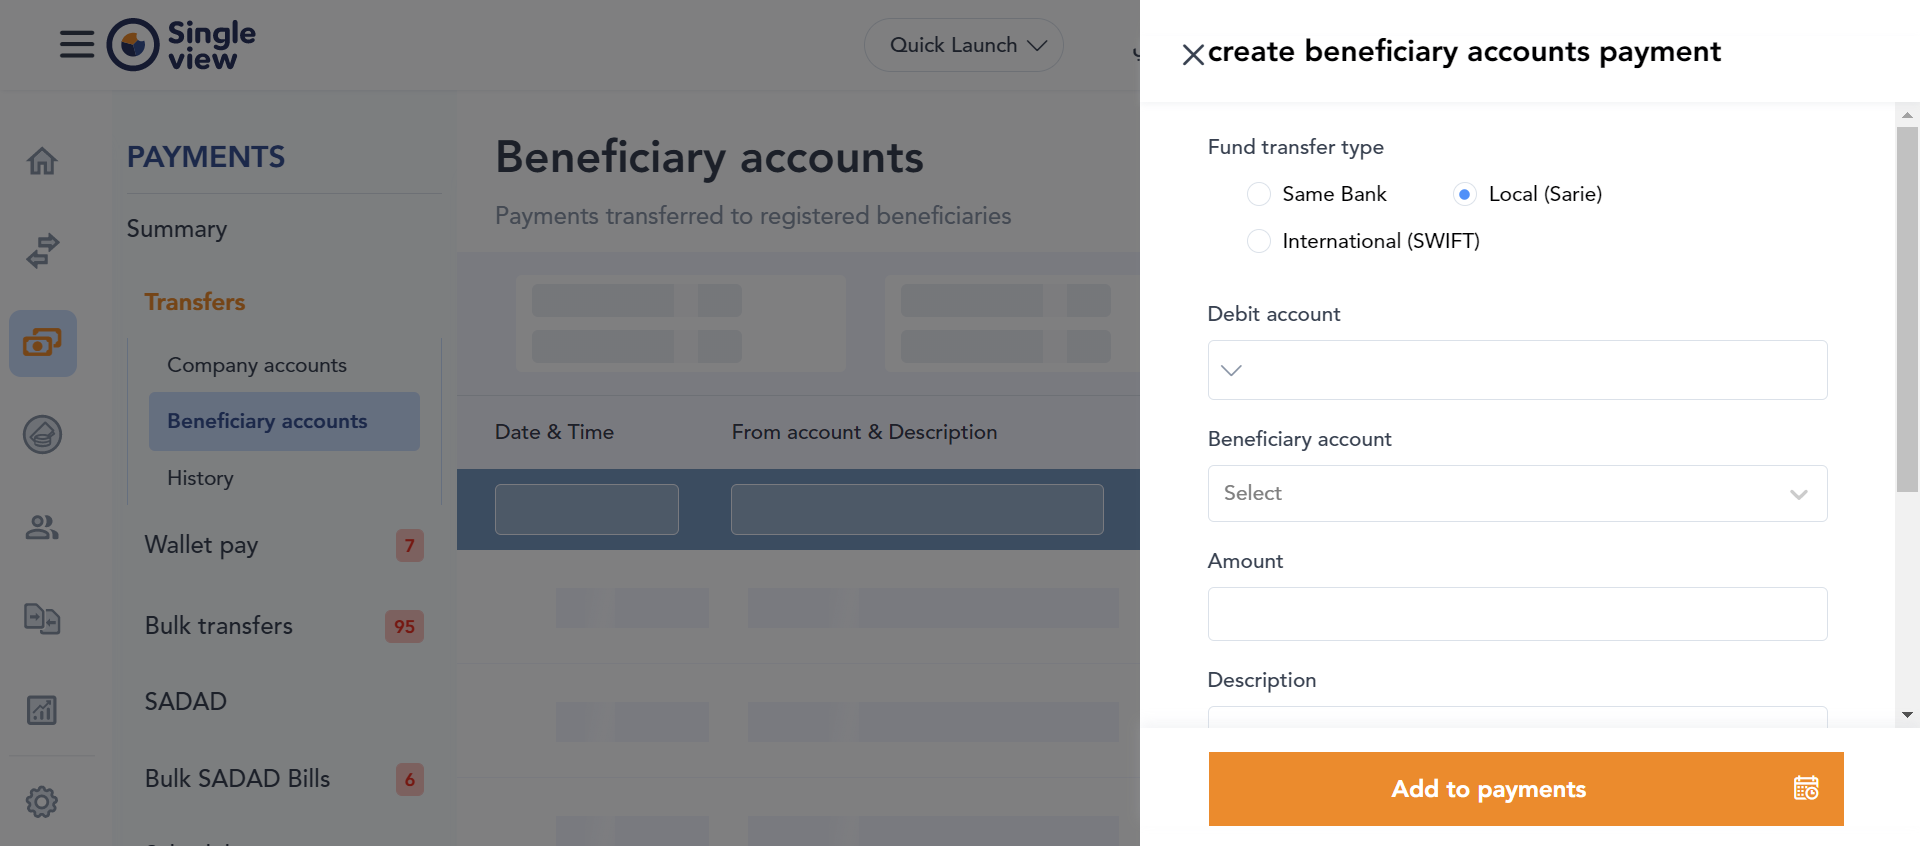 Single
view
Quick Launch
PAYMENTS
Summary
Transfers
Company accounts
Beneficiary accounts
History
Wallet pay 7
Bulk transfers 95
SADAD
Bulk SADAD Bills 6
Beneficiary accounts
Payments transferred to registered beneficiaries
Date & Time From account & Description
create beneficiary accounts payment
Fund transfer type
Same Bank Local (Sarie)
International (SWIFT)
Debit account
Beneficiary account
Select
Amount
Description
Add to payments